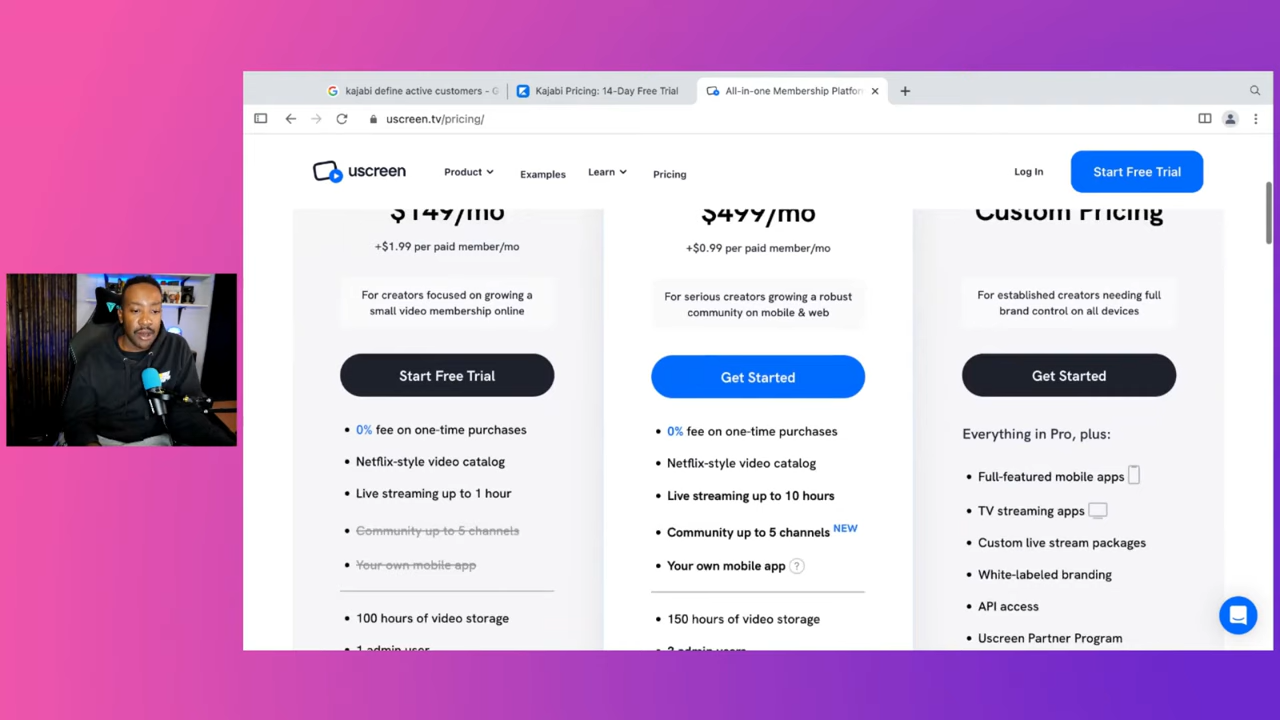 kajabi define active customers - G
Kajabi Pricing: 14-Day Free Trial
All-in-one Membership Platfor
uscreen.tv/pricing/
uscreen
Product
Examples
Learn
Pricing
Log In
Start Free Trial
$149/mo
+$1.99 per paid member/mo
For creators focused on growing a
small video membership online
Start Free Trial
• 0% fee on one-time purchases
• Netflix-style video catalog
• Live streaming up to 1 hour
• Community up to 5 channels
• Your own mobile app
• 100 hours of video storage
1 admin user
$499/mo
+$0.99 per paid member/mo
For serious creators growing a robust
community on mobile & web
Get Started
• 0% fee on one-time purchases
• Netflix-style video catalog
• Live streaming up to 10 hours
• Community up to 5 channels NEW
• Your own mobile app ?
• 150 hours of video storage
admin users
Custom Pricing
For established creators needing full
brand control on all devices
Get Started
Everything in Pro, plus:
• Full-featured mobile apps
• TV streaming apps
• Custom live stream packages
• White-labeled branding
• API access
• Uscreen Partner Program